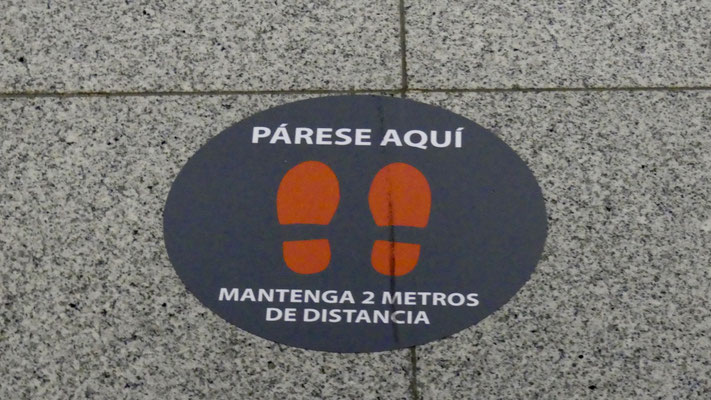 PÁRESE AQUÍ
MANTENGA 2 METROS
DE DISTANCIA